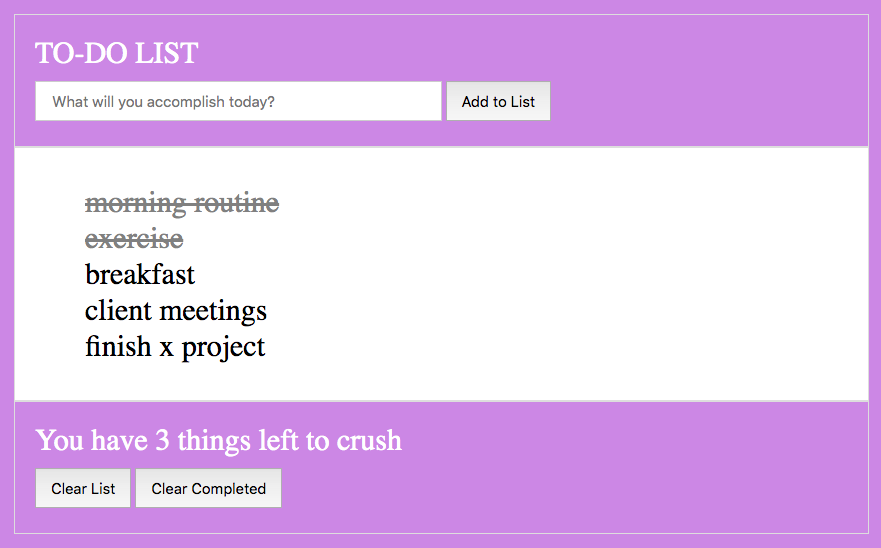 TO-DO LIST
What will you accomplish today? Add to List
morning routine
exercise
breakfast
client meetings
finish x project
You have 3 things left to crush
Clear List Clear Completed